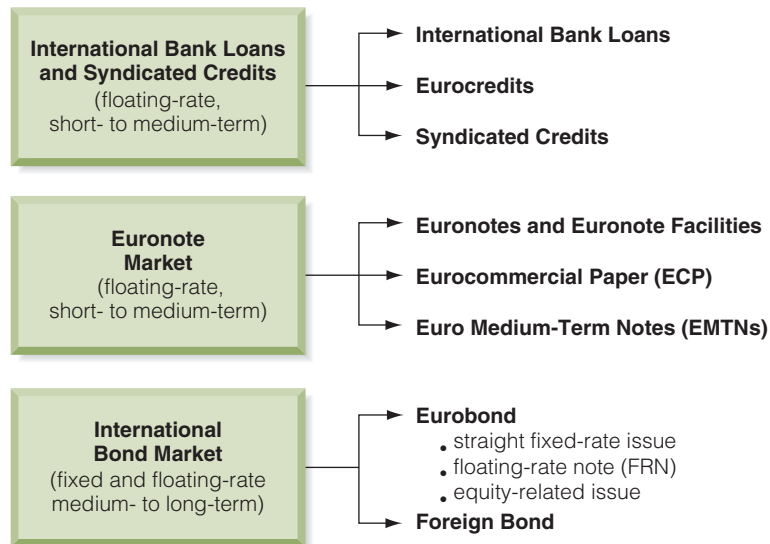 International Bank Loans
and Syndicated Credits
(floating-rate,
short- to medium-term)
International Bank Loans
Eurocredits
Syndicated Credits
Euronote
Market
(floating-rate,
short- to medium-term)
Euronotes and Euronote Facilities
Eurocommercial Paper (ECP)
Euro Medium-Term Notes (EMTNs)
International
Bond Market
(fixed and floating-rate
medium- to long-term)
Eurobond
• straight fixed-rate issue
• floating-rate note (FRN)
• equity-related issue
Foreign Bond